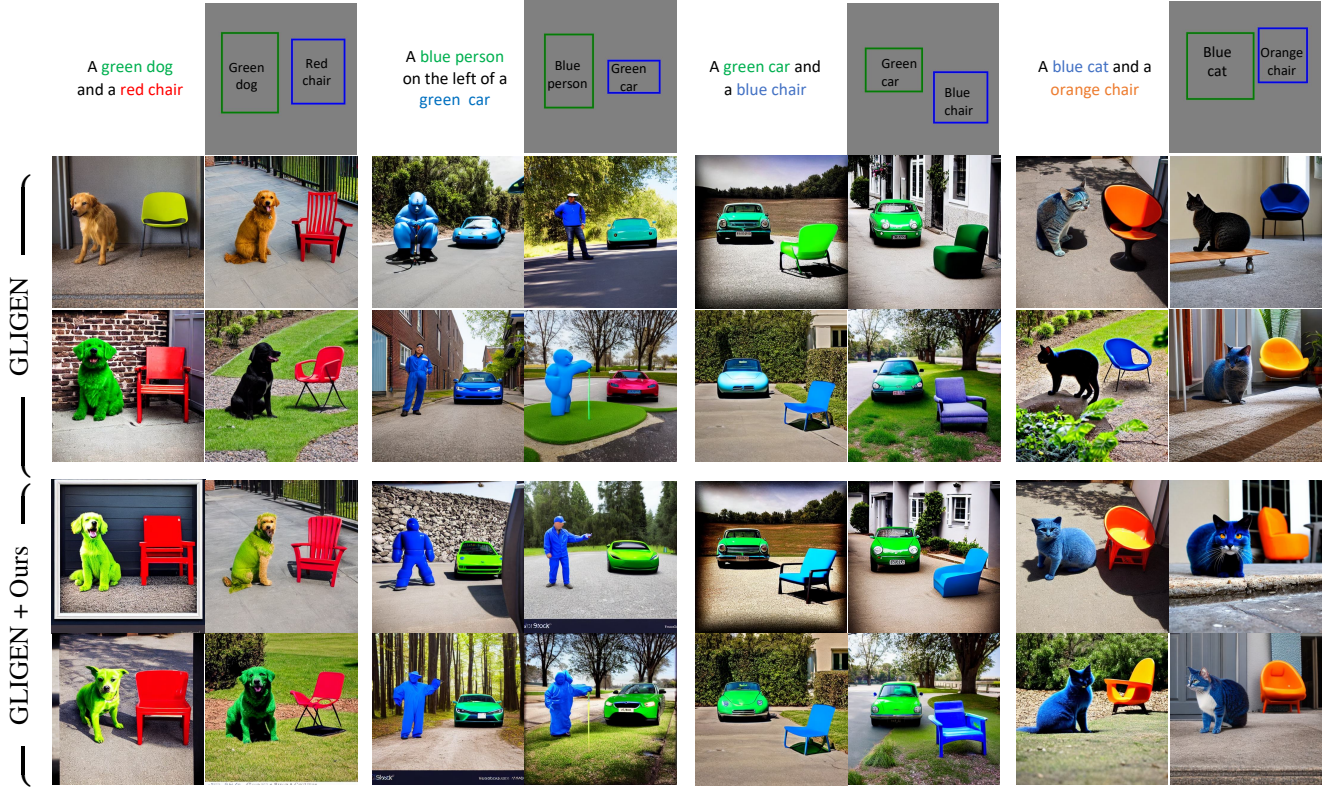 A green dog
and a red chair
Green
dog
Red
chair
A blue person
on the left of a
green car
Blue
person
Green
car
A green car and
a blue chair
Green
car
Blue
chair
A blue cat and a
orange chair
Blue
cat
Orange
chair
GLIGEN
GLIGEN + Ours